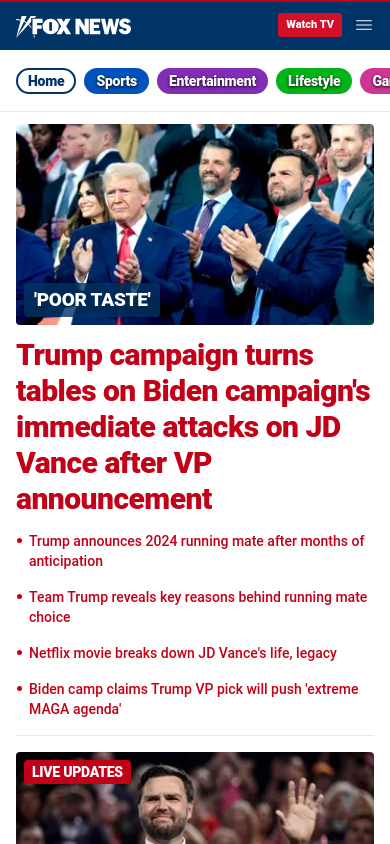 FOX NEWS
Watch TV
Home
Sports
Entertainment
Lifestyle
'POOR TASTE'
Trump campaign turns
tables on Biden campaign's
immediate attacks on JD
Vance after VP
announcement
Trump announces 2024 running mate after months of
anticipation
Team Trump reveals key reasons behind running mate
choice
Netflix movie breaks down JD Vance's life, legacy
Biden camp claims Trump VP pick will push 'extreme
MAGA agenda'
LIVE UPDATES